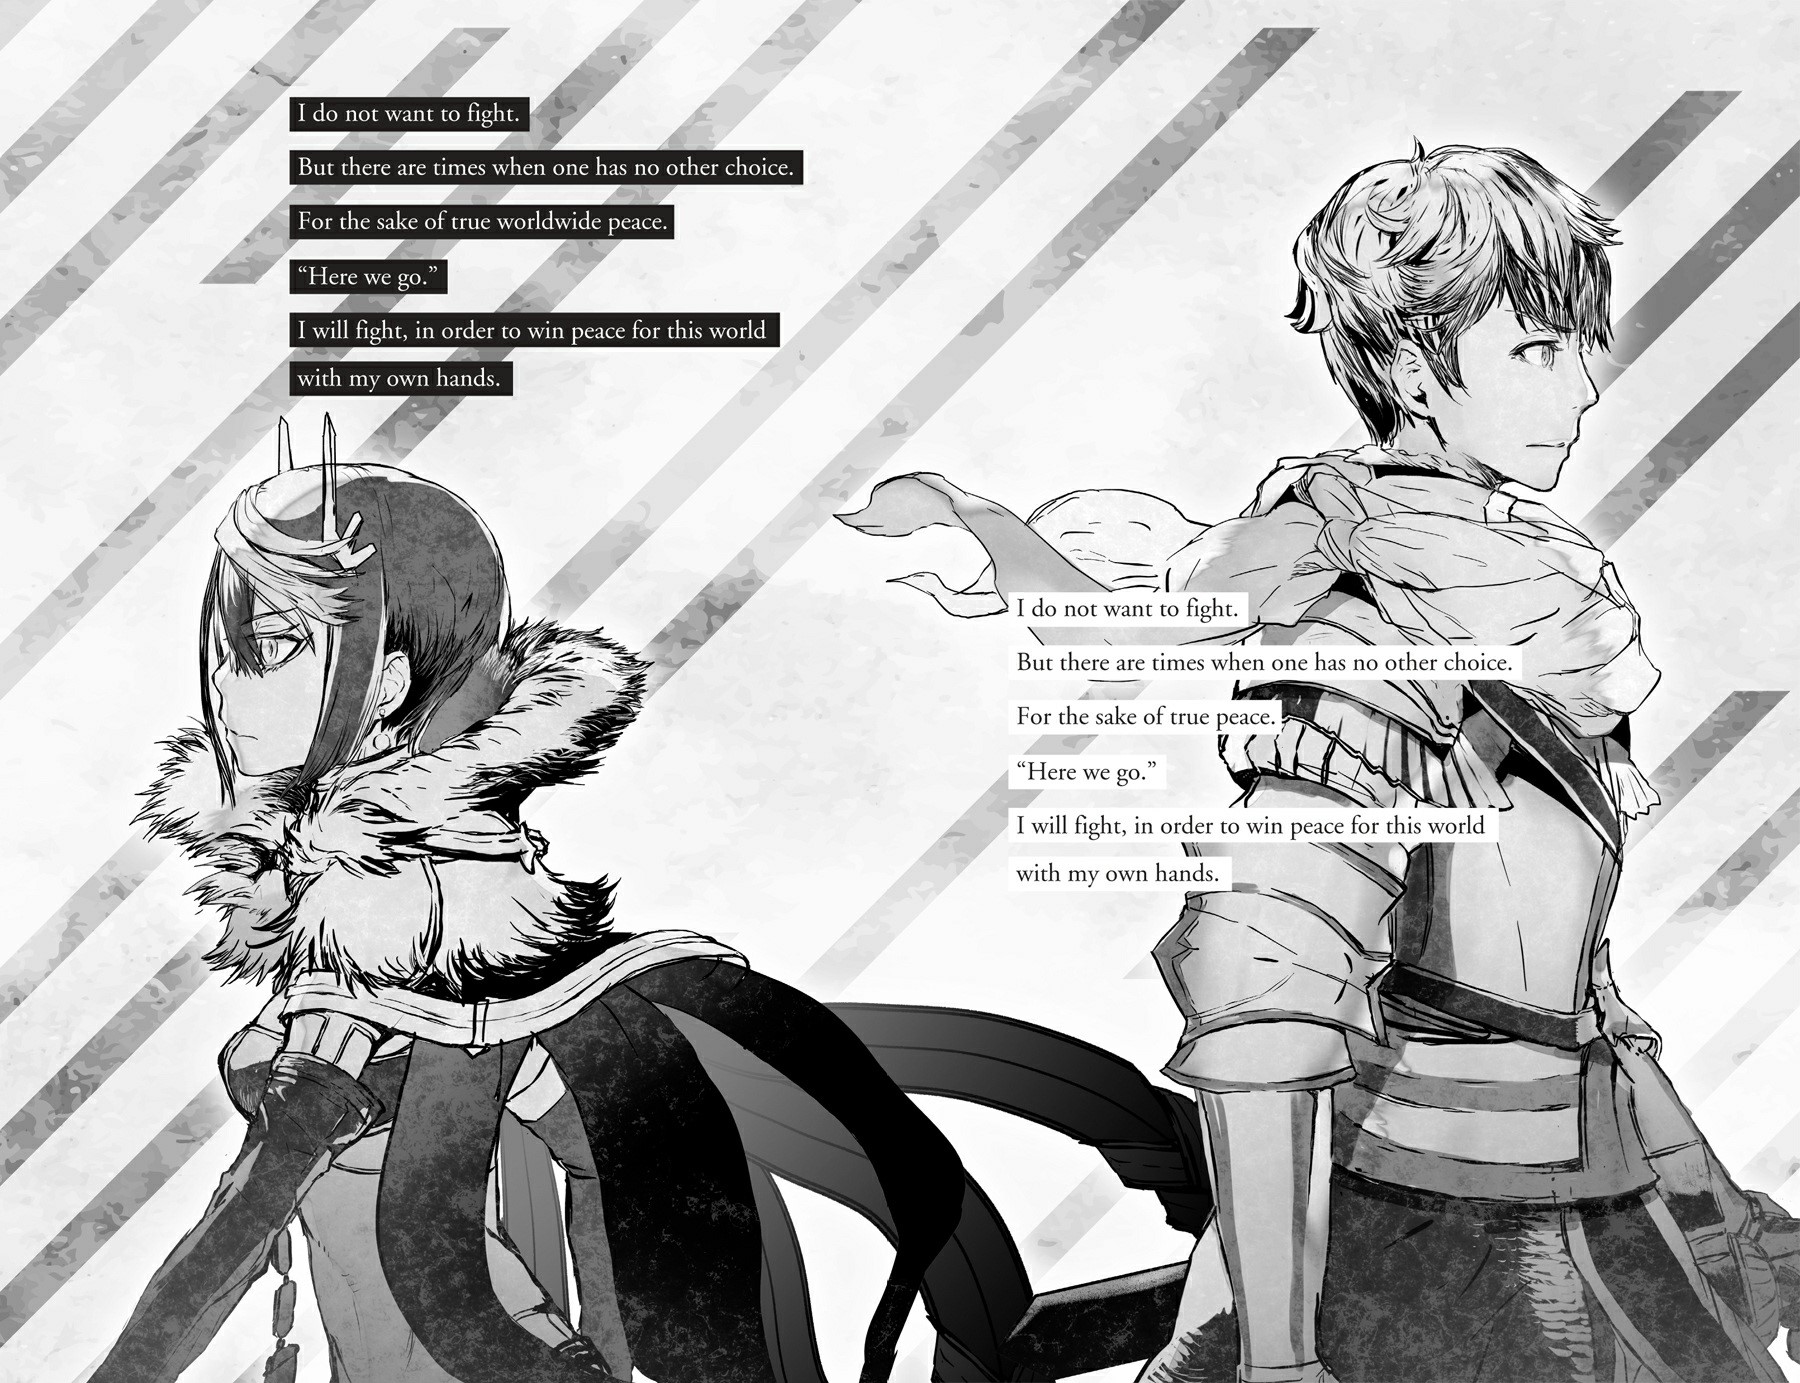 I do not want to fight.
But there are times when one has no other choice.
For the sake of true worldwide peace.
“Here we go.”
I will fight, in order to win peace for this world
with my own hands.
I do not want to fight.
But there are times when one has no other choice.
For the sake of true peace.
“Here we go.”
I will fight, in order to win peace for this world
with my own hands.